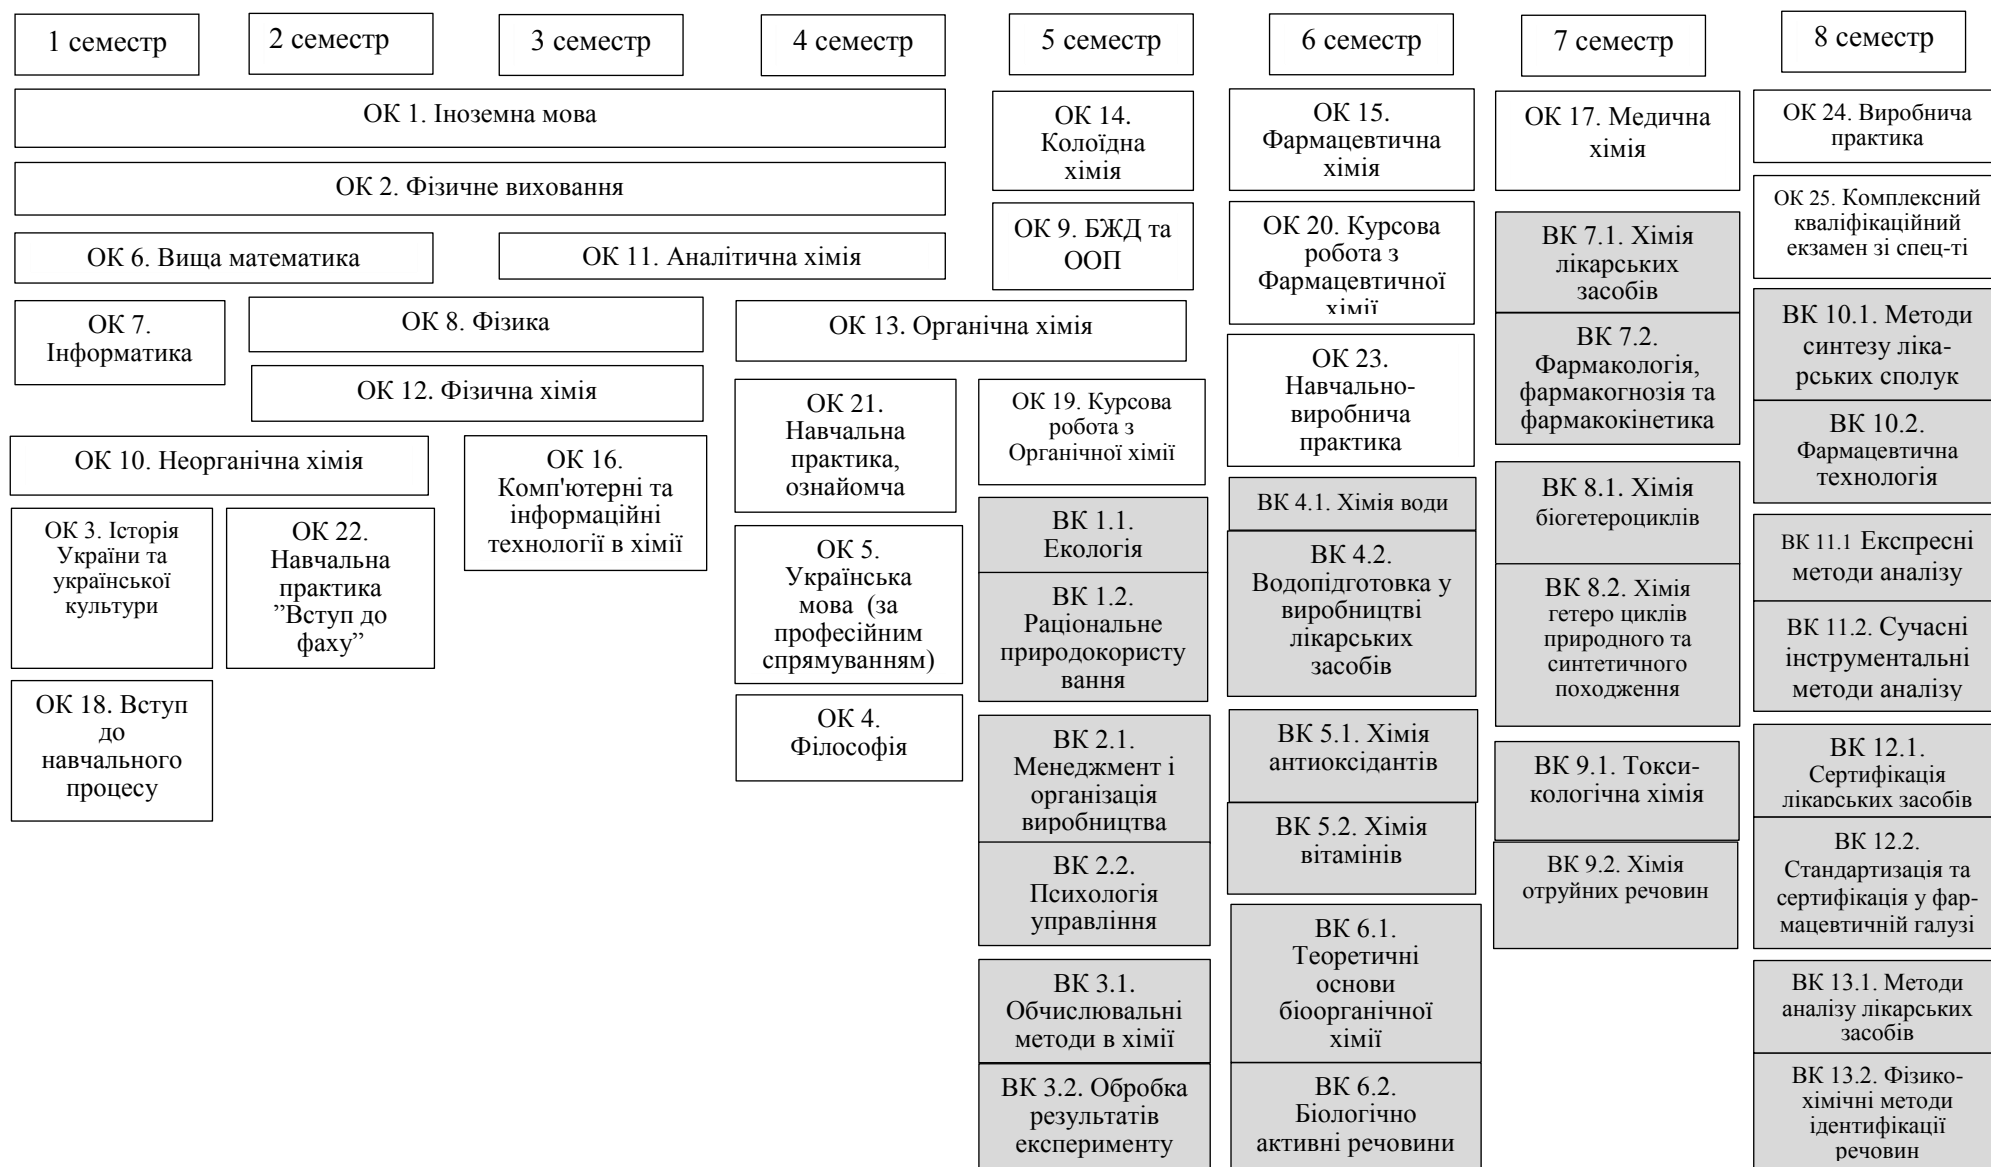 1 семестр
2 семестр
3 семестр
4 семестр
5 семестр
6 семестр
7 семестр
8 семестр
ОК 1. Іноземна мова
ОК 2. Фізичне виховання
ОК 6. Вища математика
ОК 11. Аналітична хімія
ОК 7.
Інформатика
ОК 8. Фізика
ОК 13. Органічна хімія
ОК 12. Фізична хімія
ОК 10. Неорганічна хімія
ОК 3. Історія
України та
української
культури
ОК 18. Вступ
до
навчального
процесу
ОК 22.
Навчальна
практика
”Вступ до
фаху”
ОК 16.
Комп'ютерні та
інформаційні
технології в хімії
ОК 21.
Навчальна
практика,
ознайомча
ОК 5.
Українська
мова (за
професійним
спрямуванням)
ОК 4.
Філософія
ОК 14.
Колоїдна
хімія
ОК 9. БЖД та
ООП
ОК 19. Курсова
робота з
Органічної хімії
ВК 1.1.
Екологія
ВК 1.2.
Раціональне
природокористу
вання
ВК 2.1.
Менеджмент і
організація
виробництва
ВК 2.2.
Психологія
управління
ВК 3.1.
Обчислювальні
методи в хімії
ВК 3.2. Обробка
результатів
експерименту
ОК 15.
Фармацевтична
хімія
ОК 20. Курсова
робота з
Фармацевтичної
хімії
ОК 23.
Навчально-
виробнича
практика
ВК 4.1. Хімія води
ВК 4.2.
Водопідготовка у
виробництві
лікарських
засобів
ВК 5.1. Хімія
антиоксідантів
ВК 5.2. Хімія
вітамінів
ВК 6.1.
Теоретичні
основи
біоорганічної
хімії
ВК 6.2.
Біологічно
активні речовини
ОК 17. Медична
хімія
ВК 7.1. Хімія
лікарських
засобів
ВК 7.2.
Фармакологія,
фармакогнозія та
фармакокінетика
ВК 8.1. Хімія
біогетероциклів
ВК 8.2. Хімія
гетеро циклів
природного та
синтетичного
походження
ВК 9.1. Токси-
кологічна хімія
ВК 9.2. Хімія
отруйних речовин
ОК 24. Виробнича
практика
ОК 25. Комплексний
кваліфікаційний
екзамен зі спец-ті
ВК 10.1. Методи
синтезу ліка-
рських сполук
ВК 10.2.
Фармацевтична
технологія
ВК 11.1 Експресні
методи аналізу
ВК 11.2. Сучасні
інструментальні
методи аналізу
ВК 12.1.
Сертифікація
лікарських засобів
ВК 12.2.
Стандартизація та
сертифікація у фар-
мацевтичній галузі
ВК 13.1. Методи
аналізу лікарських
засобів
ВК 13.2. Фізико-
хімічні методи
ідентифікації
речовин